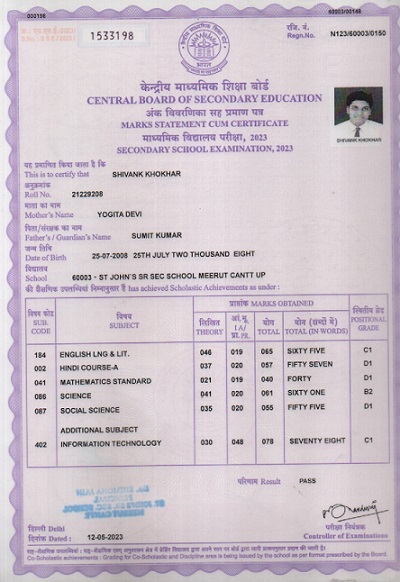 000198
60003/00148
1533198
रजि. सं.
Regn.No. N123/60003/0150
भारत
केन्द्रीय माध्यमिक शिक्षा बोर्ड
CENTRAL BOARD OF SECONDARY EDUCATION
अंक विवरणिका सह प्रमाण पत्र
MARKS STATEMENT CUM CERTIFICATE
माध्यमिक विद्यालय परीक्षा, 2023
SECONDARY SCHOOL EXAMINATION, 2023
SHIVANK KHOKHAR
यह प्रमाणित किया जाता है कि
This is to certify that SHIVANK KHOKHAR
अनुक्रमांक
Roll No. 21229208
माता का नाम
Mother's Name YOGITA DEVI
पिता/संरक्षक का नाम
Father's / Guardian's Name SUMIT KUMAR
जन्म तिथि
Date of Birth 25-07-2008 25TH JULY TWO THOUSAND EIGHT
विद्यालय
School 60003 - ST JOHN'S SR SEC SCHOOL MEERUT CANTT UP
की शैक्षिक उपलब्धियां निम्नानुसार हैं has achieved Scholastic Achievements as under :
प्राप्तांक MARKS OBTAINED
विषय कोड SUB. CODE
विषय SUBJECT
लिखित THEORY
योग TOTAL
योग (शब्दों में) TOTAL (IN WORDS)
POSITIONAL GRADE
184 ENGLISH LNG & LIT. 046 019 065 SIXTY FIVE C1
002 HINDI COURSE-A 037 020 057 FIFTY SEVEN D1
041 MATHEMATICS STANDARD 021 019 040 FORTY D1
086 SCIENCE 041 020 061 SIXTY ONE B2
087 SOCIAL SCIENCE 035 020 055 FIFTY FIVE D1
ADDITIONAL SUBJECT
402 INFORMATION TECHNOLOGY 030 048 078 SEVENTY EIGHT C1
परिणाम Result PASS
दिल्ली Delhi
दिनांक Dated : 12-05-2023
परीक्षा नियंत्रक
Controller of Examinations